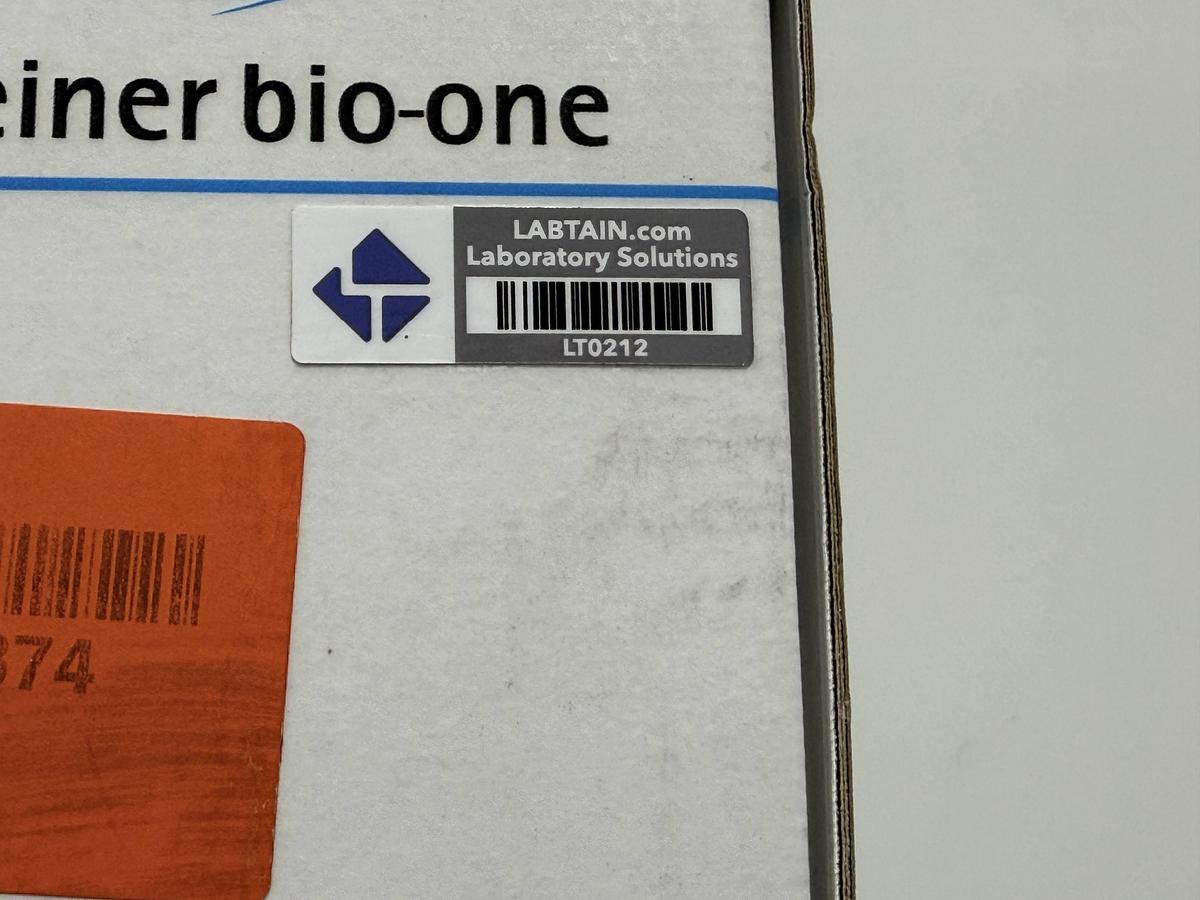 einer bio-one
LABTAIN.com
Laboratory Solutions
LT0212
374